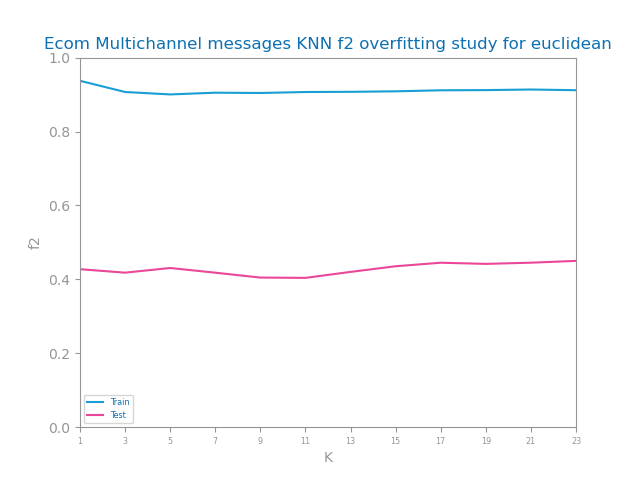 Ecom Multichannel messages KNN f2 overfitting study for euclidean
1.0
0.8
0.6
0.4
0.2
0.0
f2
Train
Test
1 3 5 7 9 11 13 15 17 19 21 23
K